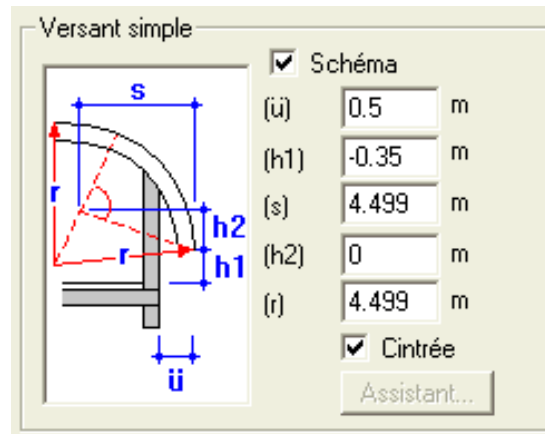 Versant simple
Schéma
s
r
r
h2
h1
ü
(ü) 0.5 m
(h1) -0.35 m
(s) 4.499 m
(h2) 0 m
(r) 4.499 m
Cintrée
Assistant...